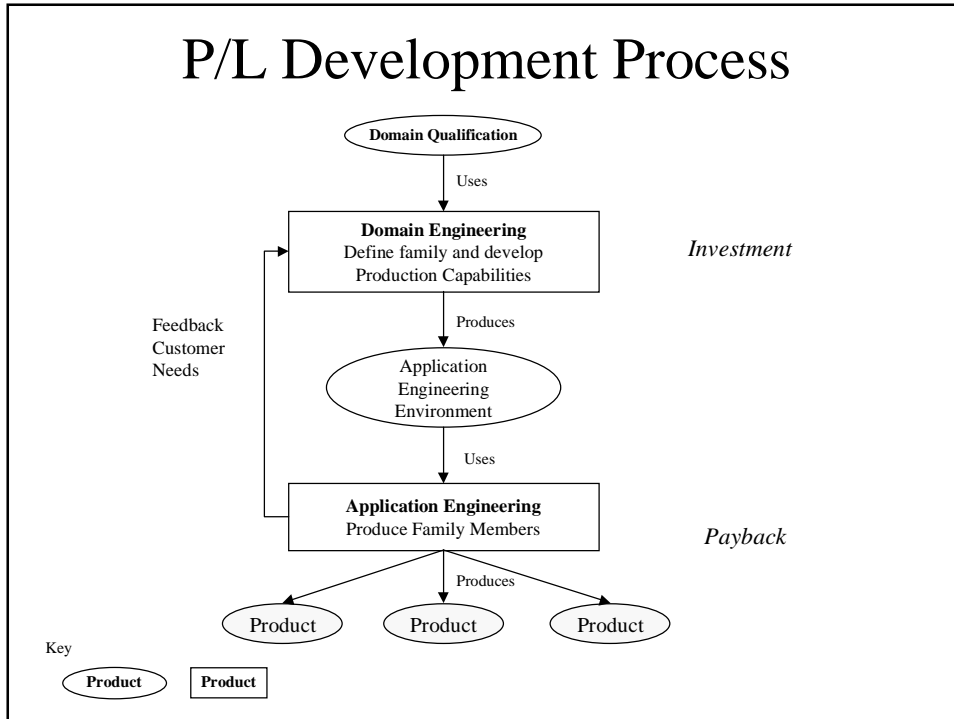 P/L Development Process
Domain Qualification
Uses
Domain Engineering
Define family and develop
Production Capabilities
Investment
Produces
Feedback
Customer
Needs
Application
Engineering
Environment
Uses
Application Engineering
Produce Family Members
Payback
Produces
Product
Product
Product
Key
Product
Product